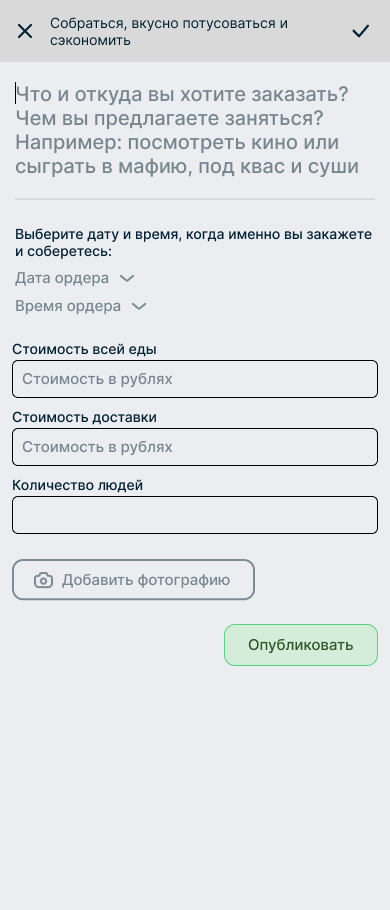 Собраться, вкусно потусоваться и
сэкономить
Что и откуда вы хотите заказать?
Чем вы предлагаете заняться?
Например: посмотреть кино или
сыграть в мафию, под квас и суши
Выберите дату и время, когда именно вы закажете
и соберетесь:
Дата ордера
Время ордера
Стоимость всей еды
Стоимость в рублях
Стоимость доставки
Стоимость в рублях
Количество людей
Добавить фотографию
Опубликовать